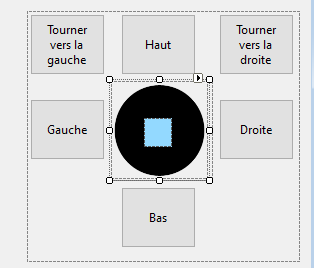 Tourner
vers la
gauche
Haut
Tourner
vers la
droite
Gauche
Droite
Bas